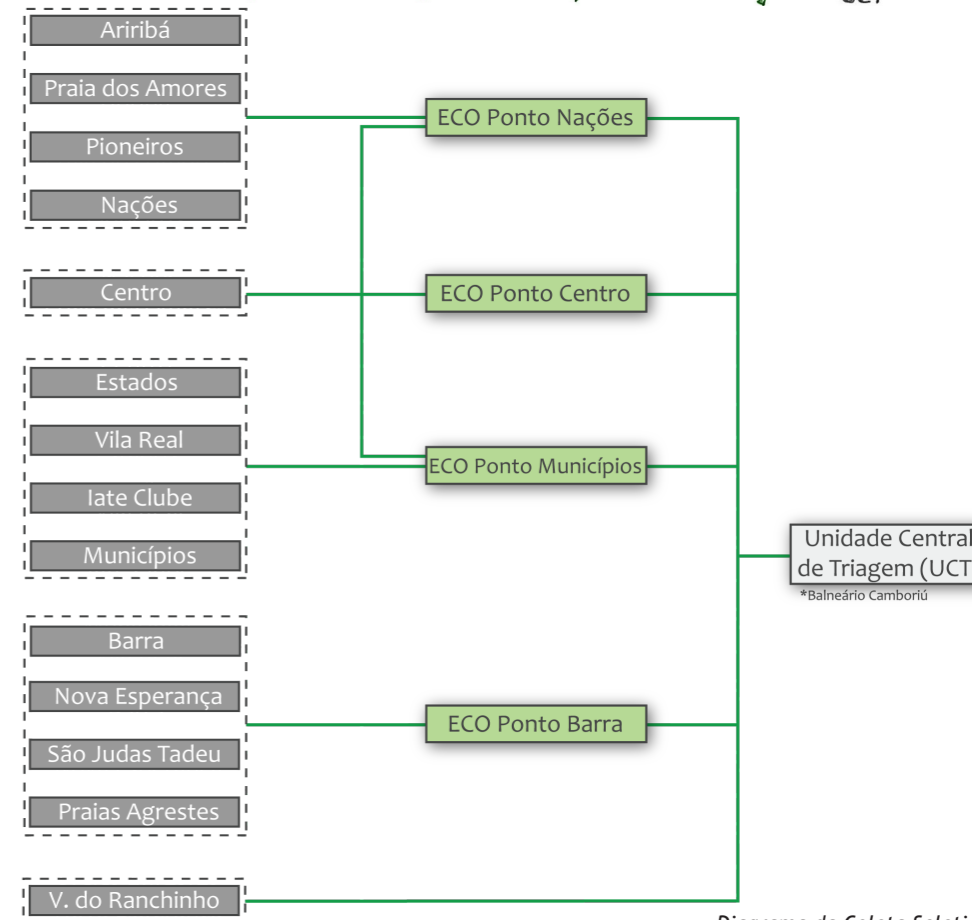 Ariribá
Praia dos Amores
Pioneiros
Nações
Centro
Estados
Vila Real
Iate Clube
Municípios
Barra
Nova Esperança
São Judas Tadeu
Praias Agrestes
V. do Ranchinho
ECO Ponto Nações
ECO Ponto Centro
ECO Ponto Municípios
ECO Ponto Barra
Unidade Central
de Triagem (UCT
*Balneário Camboriú